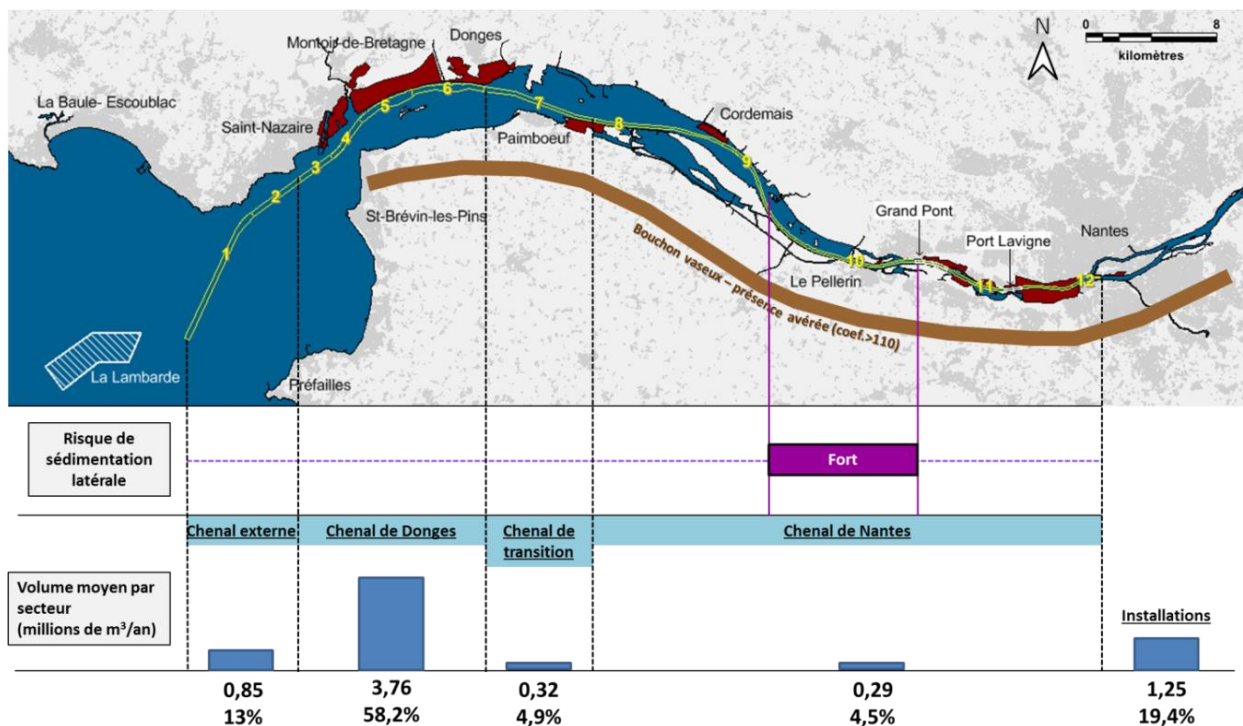 N
0
8
kilomètres
Montoir-de-Bretagne
Donges
La Baule- Escoublac
Saint-Nazaire
Cordemais
Paimboeuf
St-Brévin-les-Pins
Grand Pont
Port Lavigne
Nantes
Le Pellerin
Préfailles
La Lambarde
1
2
3
4
5
6
7
8
9
10
11
12
Bouchon vaseux – présence avérée (coef.>110)
Risque de
sédimentation
latérale
Fort
Chenal externe
Chenal de Donges
Chenal de
transition
Chenal de Nantes
Volume moyen par
secteur
(millions de m³/an)
Installations
0,85
3,76
0,32
0,29
1,25
13%
58,2%
4,9%
4,5%
19,4%